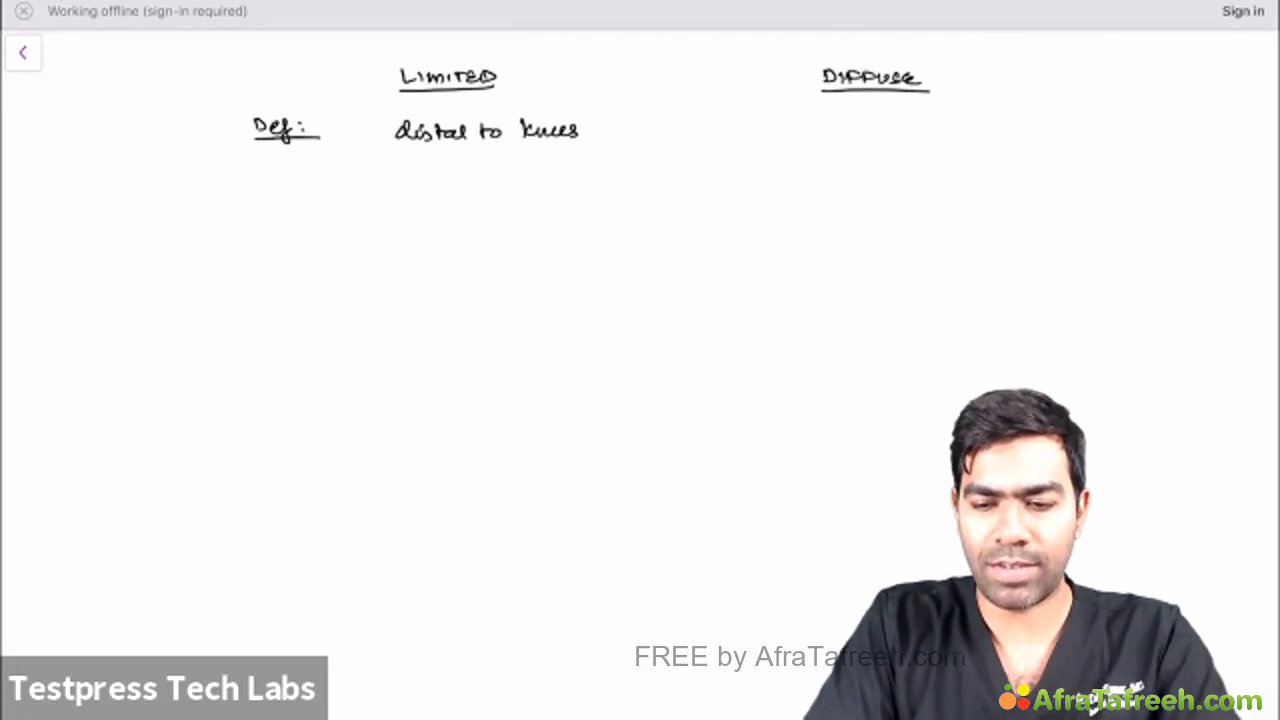 Working offline (sign-in required)
Sign in
LIMITED
DIFFUSE
Def:
distal to knees
FREE by AfraTafreeh.com
Testpress Tech Labs
AfraTafreeh.com